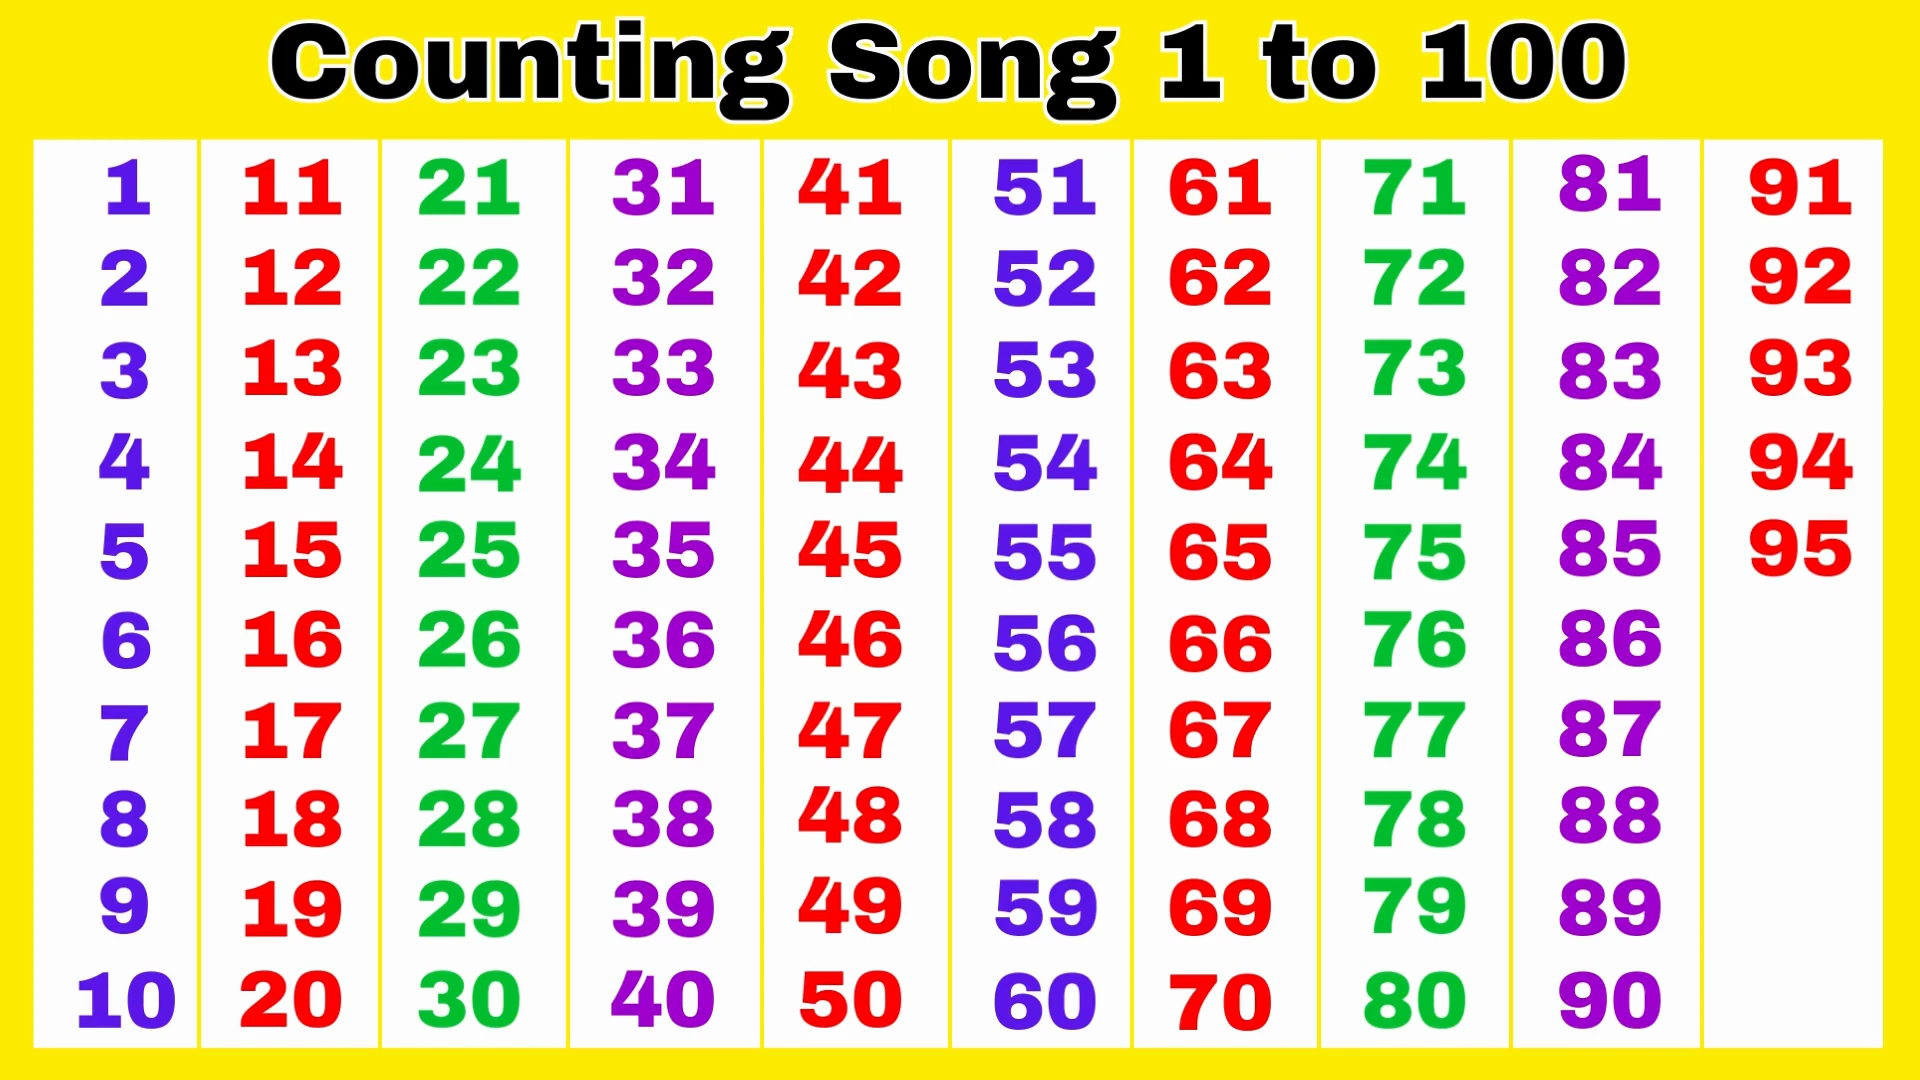 Counting Song 1 to 100
1 11 21 31 41 51 61 71 81 91
2 12 22 32 42 52 62 72 82 92
3 13 23 33 43 53 63 73 83 93
4 14 24 34 44 54 64 74 84 94
5 15 25 35 45 55 65 75 85 95
6 16 26 36 46 56 66 76 86
7 17 27 37 47 57 67 77 87
8 18 28 38 48 58 68 78 88
9 19 29 39 49 59 69 79 89
10 20 30 40 50 60 70 80 90